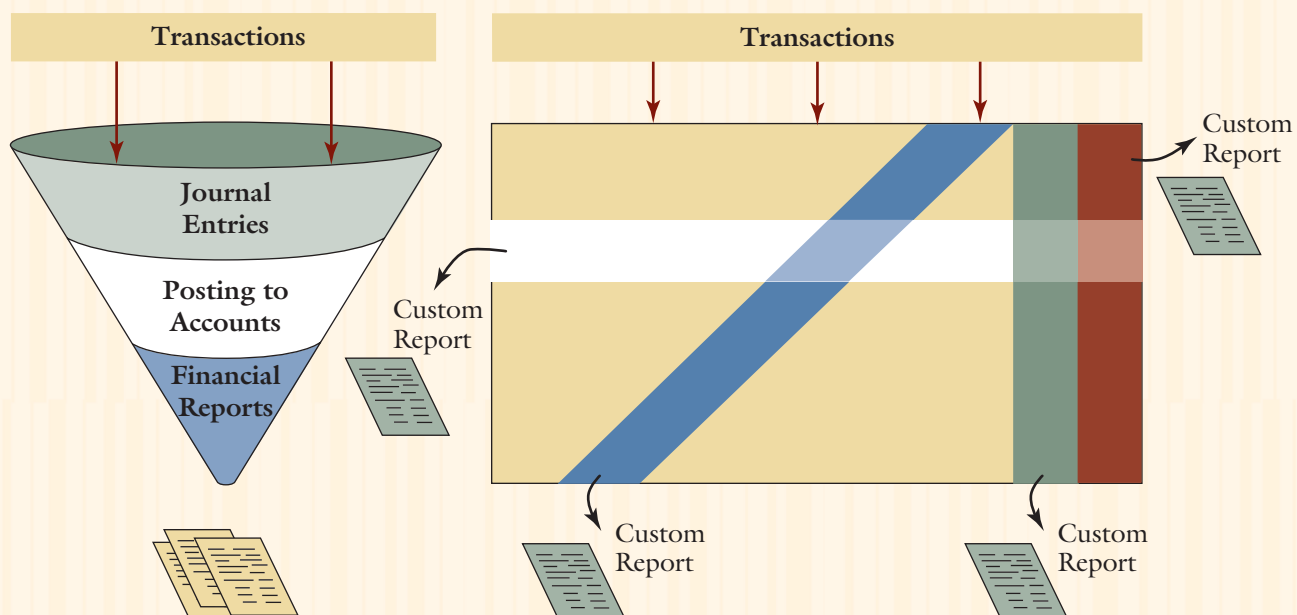 Transactions
Journal
Entries
Posting to
Accounts
Financial
Reports
Transactions
Custom
Report
Custom
Report
Custom
Report
Custom
Report